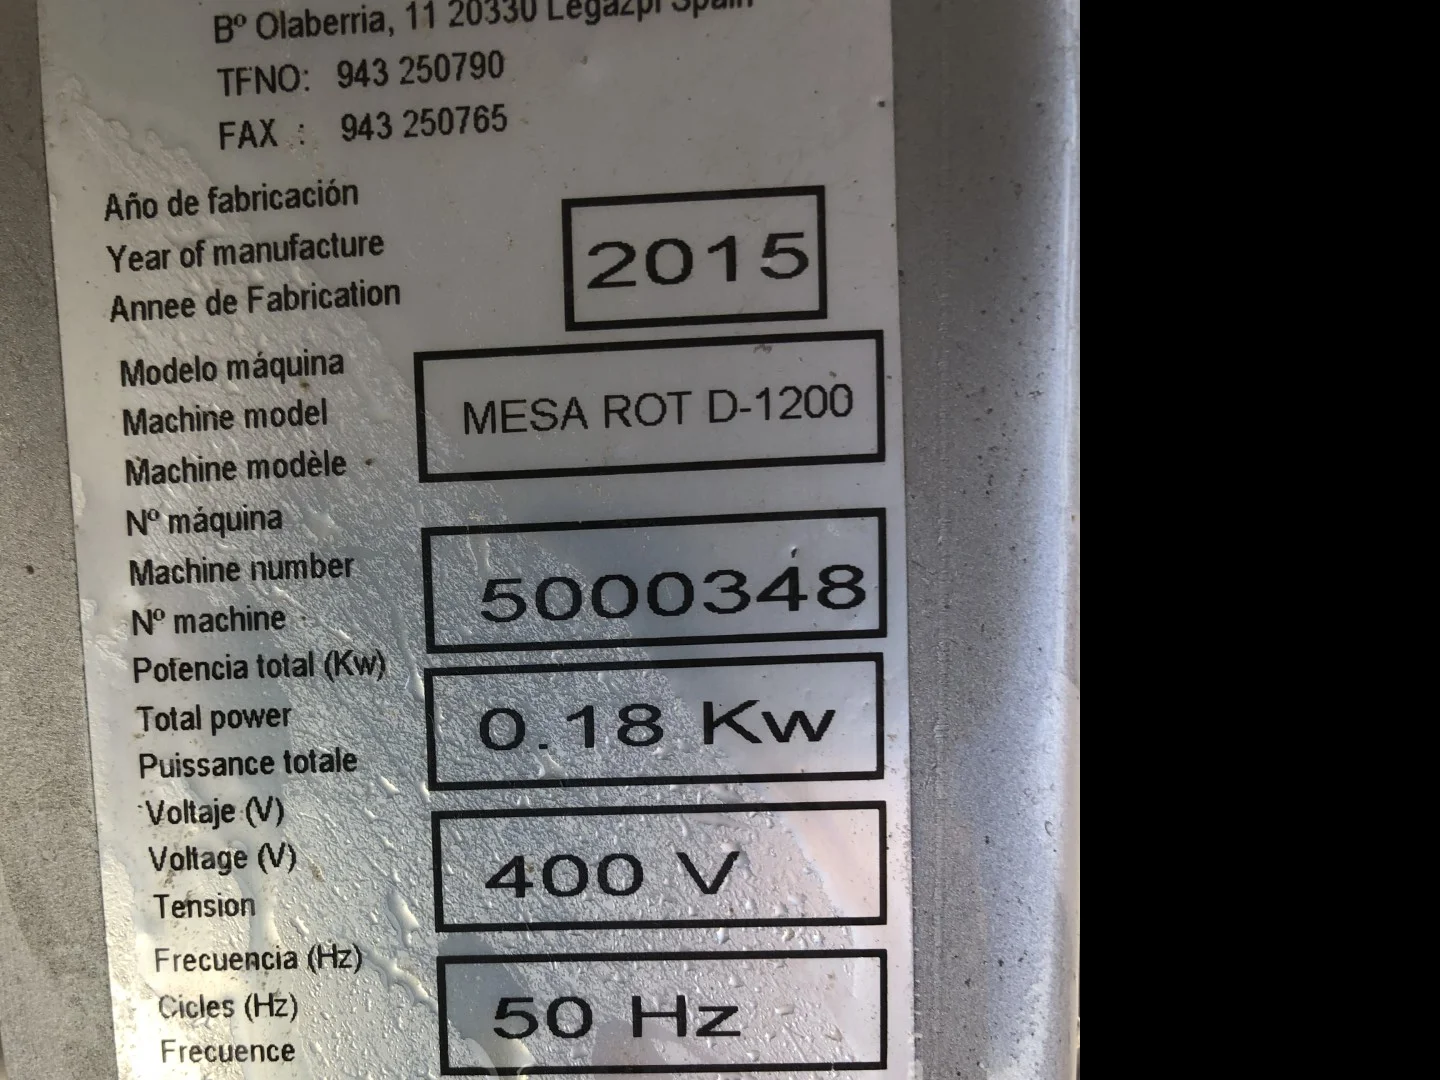 Bº Olaberria, 11 20330 Legazpi Spain
TFNO: 943 250790
FAX : 943 250765
Año de fabricación
Year of manufacture
Annee de Fabrication
2015
Modelo máquina
Machine model
Machine modèle
MESA ROT D-1200
Nº máquina
Machine number
Nº machine
5000348
Potencia total (Kw)
Total power
Puissance totale
0.18 Kw
Voltaje (V)
Voltage (V)
Tension
400 V
Frecuencia (Hz)
Cicles (Hz)
Frecuence
50 Hz